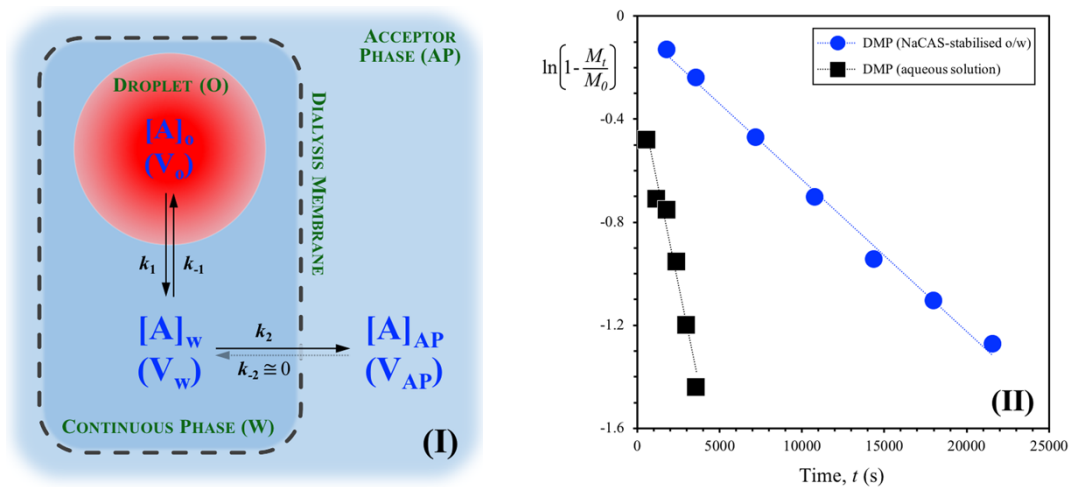 ACCEPTOR
PHASE (AP)
DROPLET (O)
[A]o
(Vo)
DIALYSIS MEMBRANE
k1
k-1
[A]W
(VW)
k2
k-2 ≅ 0
[A]AP
(VAP)
CONTINUOUS PHASE (W)
(I)
ln(1-Mt/M0)
DMP (NaCAS-stabilised o/w)
DMP (aqueous solution)
0
-0.4
-0.8
-1.2
-1.6
0
5000
10000
15000
20000
25000
Time, t (s)
(II)